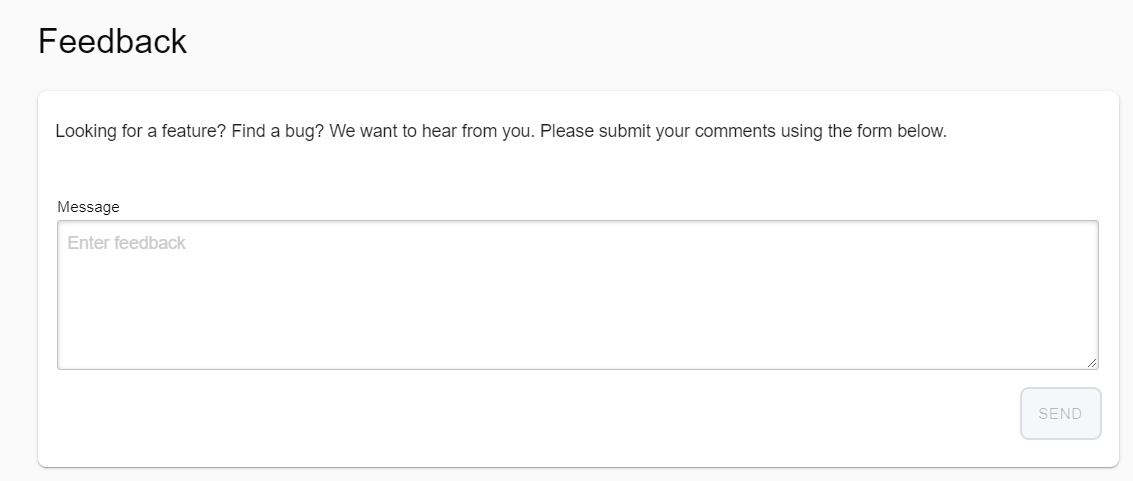 Feedback
Looking for a feature? Find a bug? We want to hear from you. Please submit your comments using the form below.
Message
Enter feedback
SEND